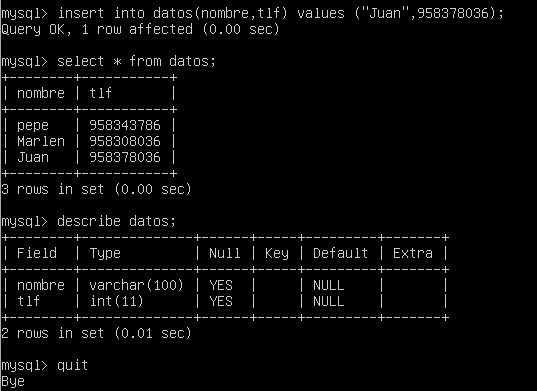 mysql> insert into datos(nombre,tlf) values ("Juan",958378036);
Query OK, 1 row affected (0.00 sec)
mysql> select * from datos;
+--------+-----------+
| nombre | tlf       |
+--------+-----------+
| pepe   | 958343786 |
| Marlen | 958308036 |
| Juan   | 958378036 |
+--------+-----------+
3 rows in set (0.00 sec)
mysql> describe datos;
+--------+--------------+------+-----+---------+-------+
| Field  | Type         | Null | Key | Default | Extra |
+--------+--------------+------+-----+---------+-------+
| nombre | varchar(100) | YES  |     | NULL    |       |
| tlf    | int(11)      | YES  |     | NULL    |       |
+--------+--------------+------+-----+---------+-------+
2 rows in set (0.01 sec)
mysql> quit
Bye